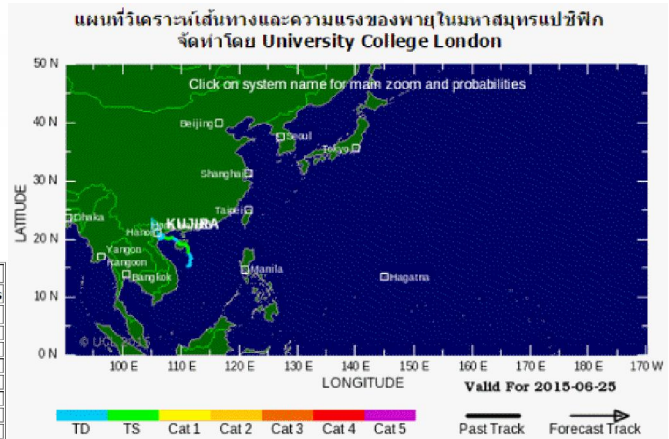 แผนที่วิเคราะห์เส้นทางและความแรงของพายุในมหาสมุทรแปซิฟิก
จัดทำโดย University College London
50 N
Click on system name for main zoom and probabilities
40 N
Beijing
Seoul
Tokyo
LATITUDE
30 N
Shanghai
Taipei
Dhaka
KUJIRA
Hanoi
20 N
Yangon
Rangoon
Bangkok
Manila
Hagatna
10 N
© UCL 2015
0 N
100 E 110 E 120 E 130 E 140 E 150 E 160 E 170 W
LONGITUDE
Valid For 2015-06-25
TD TS Cat 1 Cat 2 Cat 3 Cat 4 Cat 5 Past Track Forecast Track